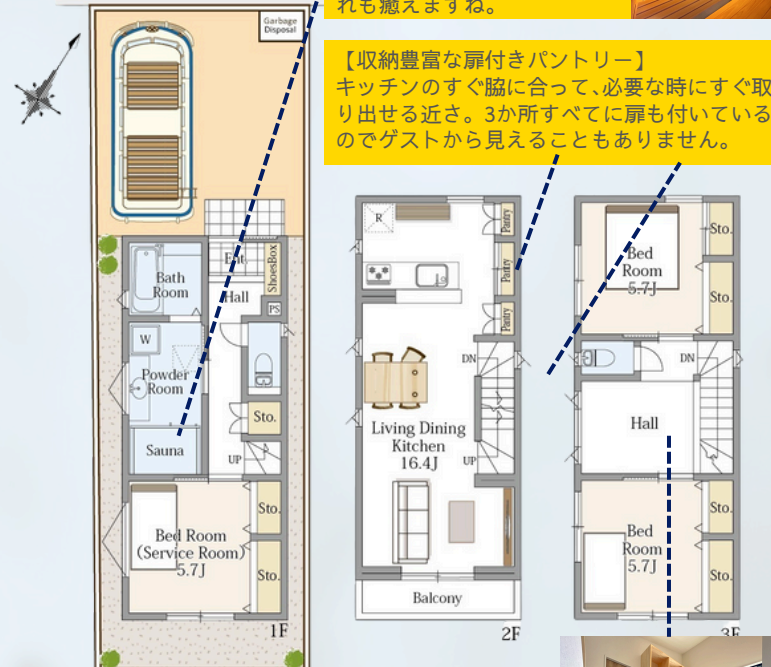 れも癒えますね。
【収納豊富な扉付きパントリー】
キッチンのすぐ脇に合って、必要な時にすぐ取
り出せる近さ。3か所すべてに扉も付いている
のでゲストから見えることもありません。
Garbage
Disposal
Ent
ShoesBox
Bath
Room
Hall
PS
W
Powder
Room
Sto.
Sauna
UP
Sto.
Bed Room
(Service Room)
5.7J
Sto.
1F
R
Pantry
Pantry
Pantry
DN
Living Dining
Kitchen
16.4J
UP
Balcony
2F
Sto.
Bed
Room
5.7J
Sto.
DN
Hall
Sto.
Bed
Room
5.7J
Sto.
3F